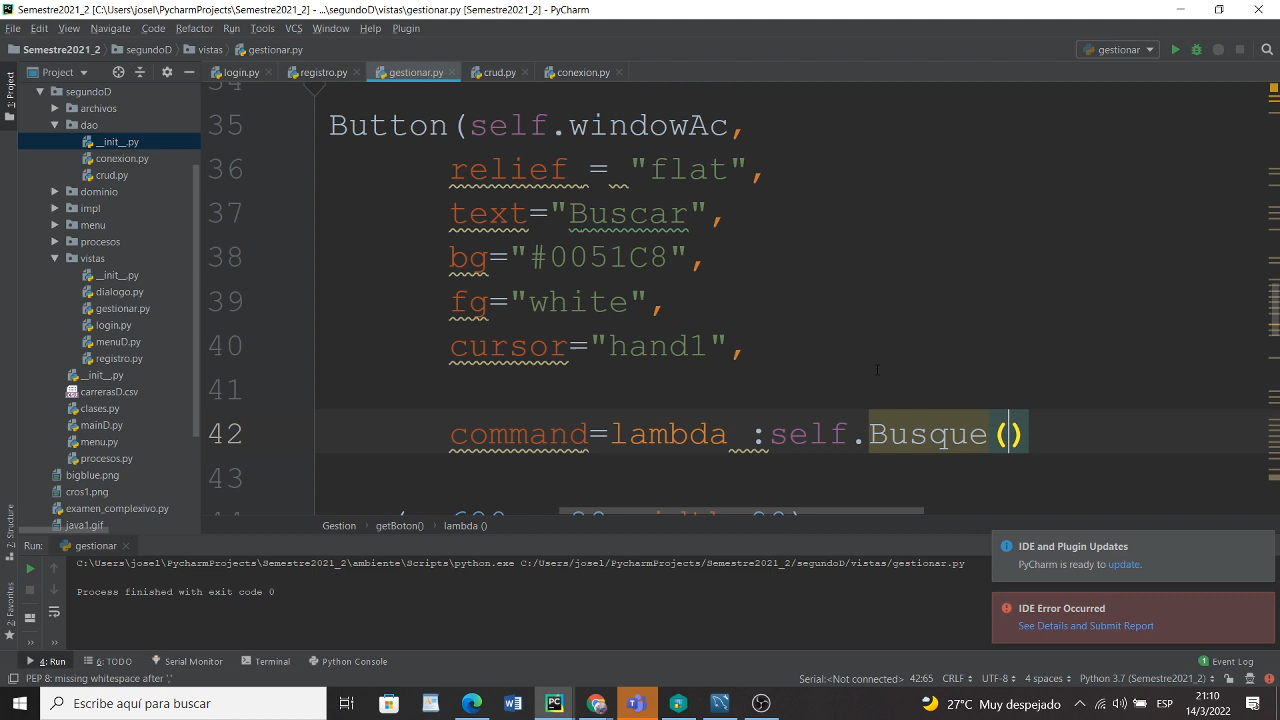 Semestre2021_2 [C:\Users\josel\PycharmProjects\Semestre2021_2] - ...\segundoD\vistas\gestionar.py [Semestre2021_2] - PyCharm
File Edit View Navigate Code Refactor Run Tools VCS Window Help Plugin
Semestre2021_2 segundoD vistas gestionar.py gestionar
1: Project
Project
login.py registro.py gestionar.py crud.py conexion.py
segundoD
archivos
dao
__init__.py
conexion.py
crud.py
dominio
impl
menu
procesos
vistas
__init__.py
dialogo.py
gestionar.py
login.py
menuD.py
registro.py
__init__.py
carrerasD.csv
clases.py
mainD.py
menu.py
procesos.py
bigblue.png
cros1.png
examen_complexivo.py
java1.gif
35 Button(self.windowAc,
36 relief = "flat",
37 text="Buscar",
38 bg="#0051C8",
39 fg="white",
40 cursor="hand1",
41
42 command=lambda :self.Busque()
43
Gestion getBoton() lambda ()
7: Structure
2: Favorites
Run: gestionar
C:\Users\josel\PycharmProjects\Semestre2021_2\ambiente\Scripts\python.exe C:/Users/josel/PycharmProjects/Semestre2021_2/segundoD/vistas/gestionar.py
Process finished with exit code 0
IDE and Plugin Updates
PyCharm is ready to update.
IDE Error Occurred
See Details and Submit Report
4: Run 6: TODO Serial Monitor Terminal Python Console 1 Event Log
PEP 8: missing whitespace after ',' Serial:<Not connected> 42:65 CRLF UTF-8 4 spaces Python 3.7 (Semestre2021_2)
Escribe aquí para buscar
27°C Muy despejado
ESP
21:10
14/3/2022